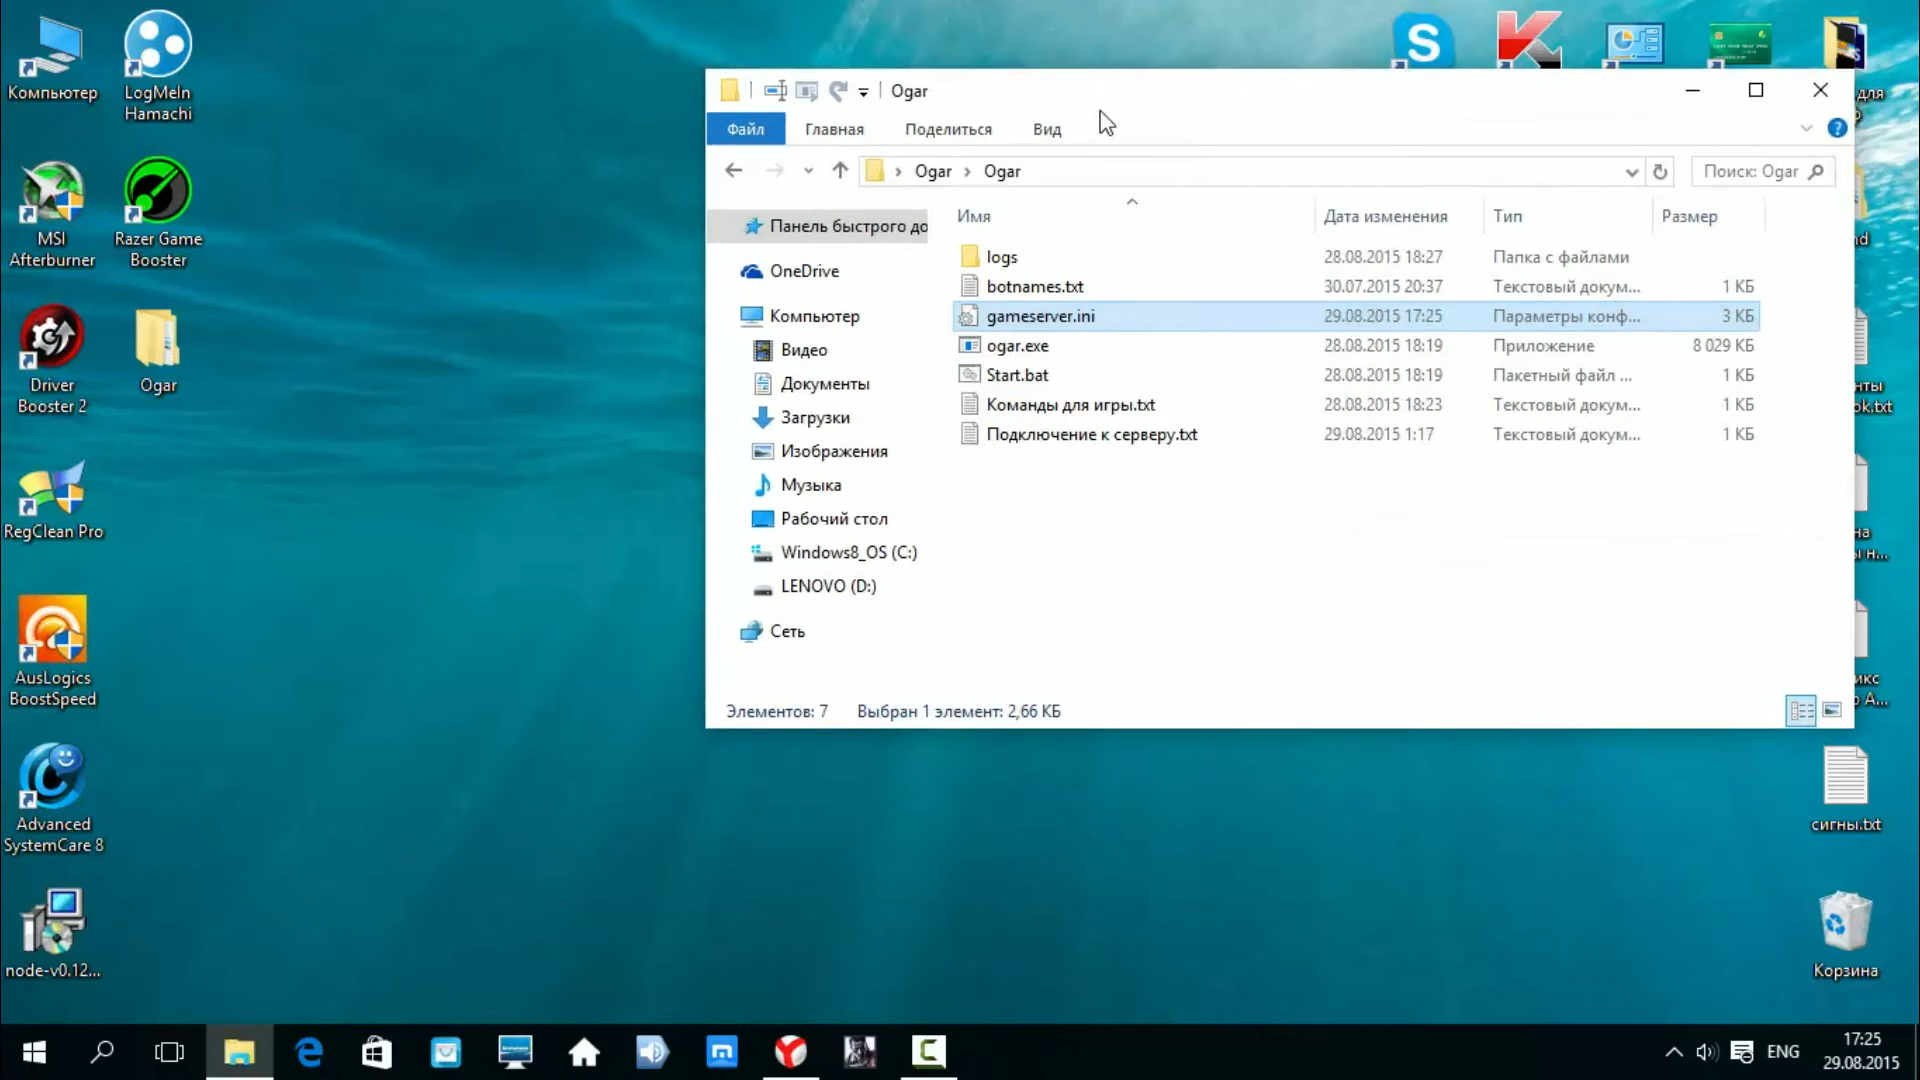 Компьютер
LogMeIn
Hamachi
MSI
Afterburner
Razer Game
Booster
Driver
Booster 2
Ogar
RegClean Pro
AusLogics
BoostSpeed
Advanced
SystemCare 8
node-v0.12...
Ogar
Файл
Главная
Поделиться
Вид
Ogar
Ogar
Поиск: Ogar
Панель быстрого до
OneDrive
Компьютер
Видео
Документы
Загрузки
Изображения
Музыка
Рабочий стол
Windows8_OS (C:)
LENOVO (D:)
Сеть
Имя Дата изменения Тип Размер
logs 28.08.2015 18:27 Папка с файлами
botnames.txt 30.07.2015 20:37 Текстовый докум... 1 КБ
gameserver.ini 29.08.2015 17:25 Параметры конф... 3 КБ
ogar.exe 28.08.2015 18:19 Приложение 8 029 КБ
Start.bat 28.08.2015 18:19 Пакетный файл ... 1 КБ
Команды для игры.txt 28.08.2015 18:23 Текстовый докум... 1 КБ
Подключение к серверу.txt 29.08.2015 1:17 Текстовый докум... 1 КБ
Элементов: 7 Выбран 1 элемент: 2,66 КБ
сигны.txt
Корзина
ENG
17:25
29.08.2015